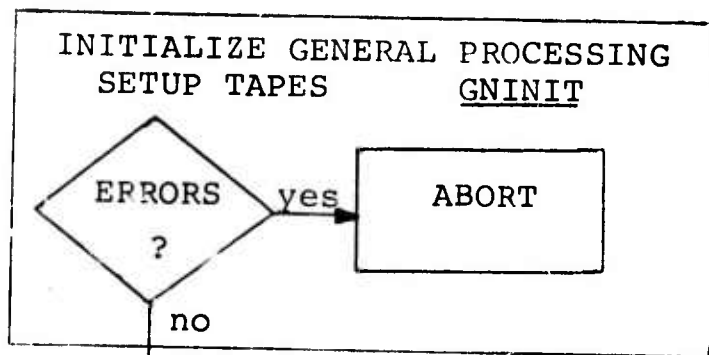 INITIALIZE GENERAL PROCESSING
SETUP TAPES GNINIT
ERRORS
?
yes
ABORT
no